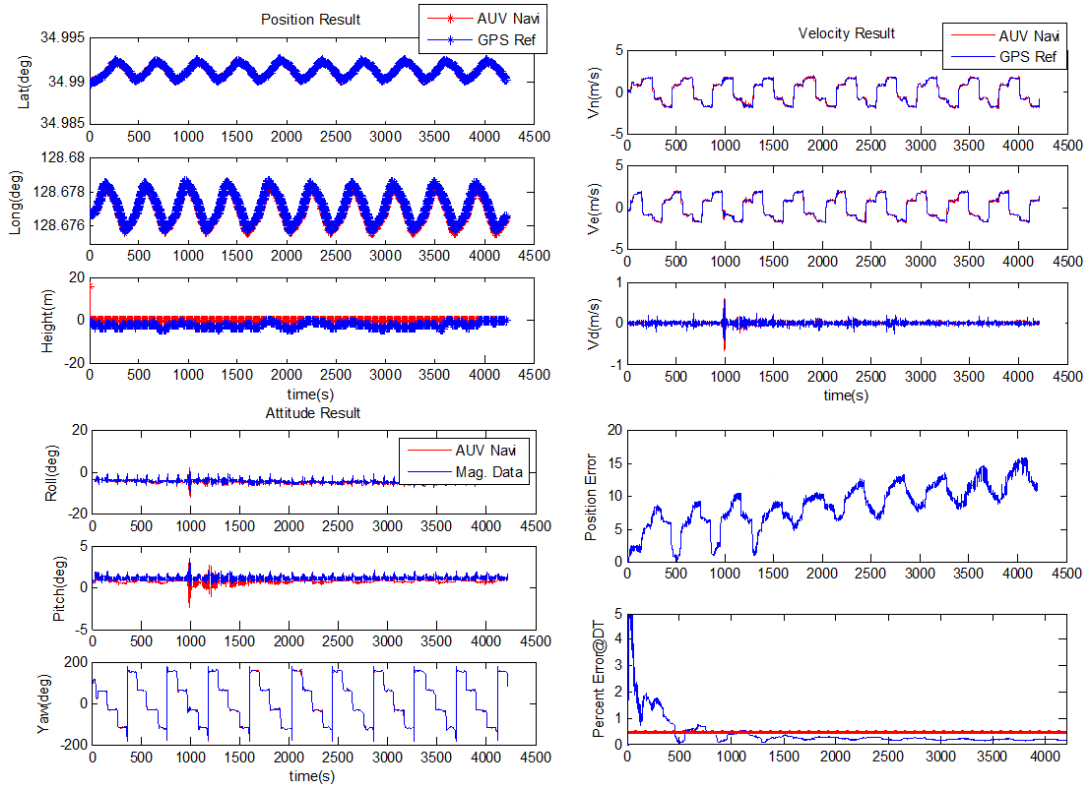 Position Result
AUV Navi
GPS Ref
34.995
34.99
34.985
Lat(deg)
0 500 1000 1500 2000 2500 3000 3500 4000 4500
128.68
128.678
128.676
Long(deg)
0 500 1000 1500 2000 2500 3000 3500 4000 4500
20
0
-20
Height(m)
0 500 1000 1500 2000 2500 3000 3500 4000 4500
time(s)
Velocity Result
AUV Navi
GPS Ref
5
0
-5
Vn(m/s)
0 500 1000 1500 2000 2500 3000 3500 4000 4500
5
0
-5
Ve(m/s)
0 500 1000 1500 2000 2500 3000 3500 4000 4500
1
0
-1
Vd(m/s)
0 500 1000 1500 2000 2500 3000 3500 4000 4500
time(s)
Attitude Result
AUV Navi
Mag. Data
20
0
-20
Roll(deg)
0 500 1000 1500 2000 2500 3000 3500 4000 4500
5
0
-5
Pitch(deg)
0 500 1000 1500 2000 2500 3000 3500 4000 4500
200
0
-200
Yaw(deg)
0 500 1000 1500 2000 2500 3000 3500 4000 4500
time(s)
20
15
10
5
0
Position Error
0 500 1000 1500 2000 2500 3000 3500 4000 4500
5
4
3
2
1
0
Percent Error@DT
0 500 1000 1500 2000 2500 3000 3500 4000